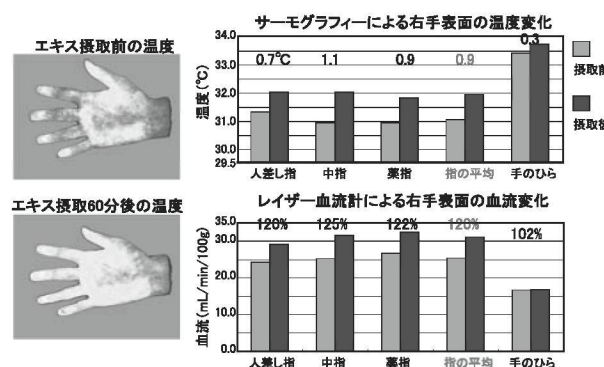 エキス摂取前の温度
エキス摂取60分後の温度
サーモグラフィーによる右手表面の温度変化
温度(℃)
34.0
33.0
32.0
31.0
30.0
29.5
0.7℃
1.1
0.9
0.9
0.3
人差し指
中指
薬指
指の平均
手のひら
摂取前
摂取後
レイザー血流計による右手表面の血流変化
血流(mL/min/100g)
35.0
30.0
20.0
10.0
0.0
120%
125%
122%
120%
102%
人差し指
中指
薬指
指の平均
手のひら